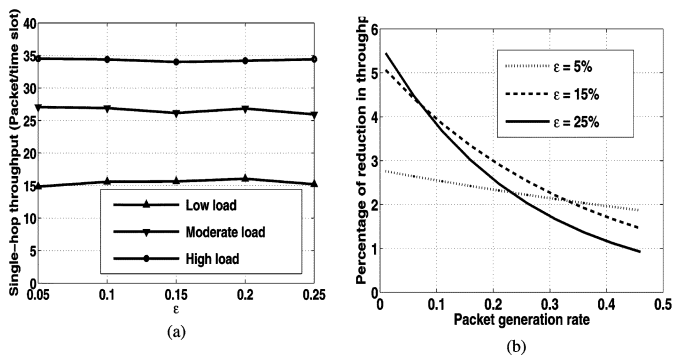 Single-hop throughput (Packet/time slot)
40
35
30
25
20
15
10
5
0
0.05
0.1
0.15
0.2
0.25
ε
Low load
Moderate load
High load
(a)
Percentage of reduction in throughp
6
5
4
3
2
1
0
0
0.1
0.2
0.3
0.4
0.5
Packet generation rate
ε = 5%
ε = 15%
ε = 25%
(b)